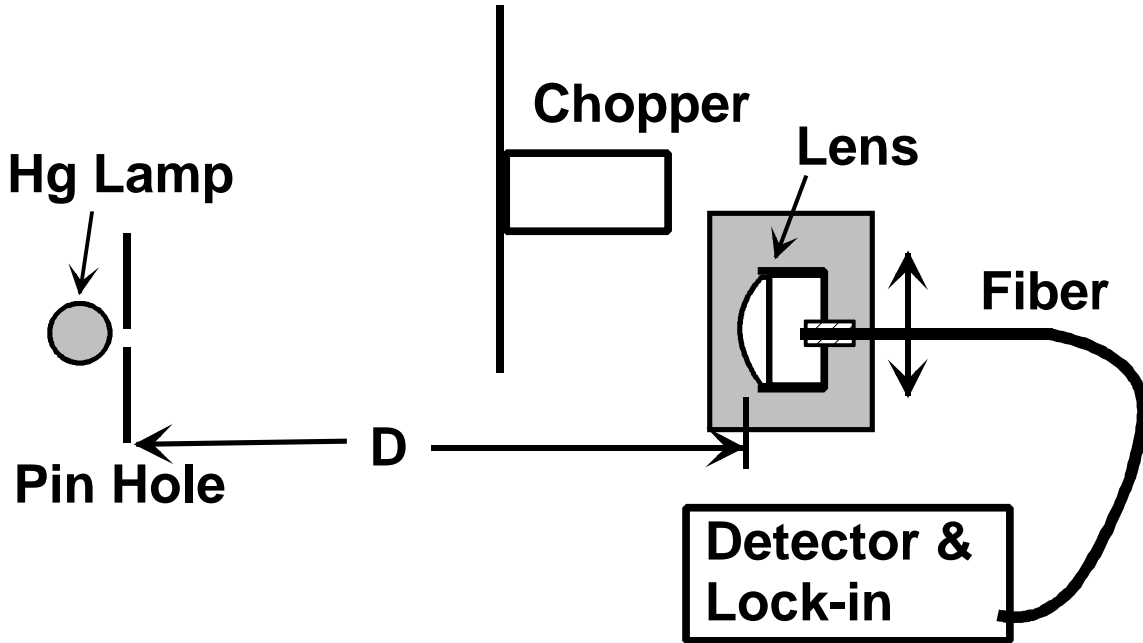 Chopper
Lens
Hg Lamp
Fiber
D
Pin Hole
Detector &
Lock-in